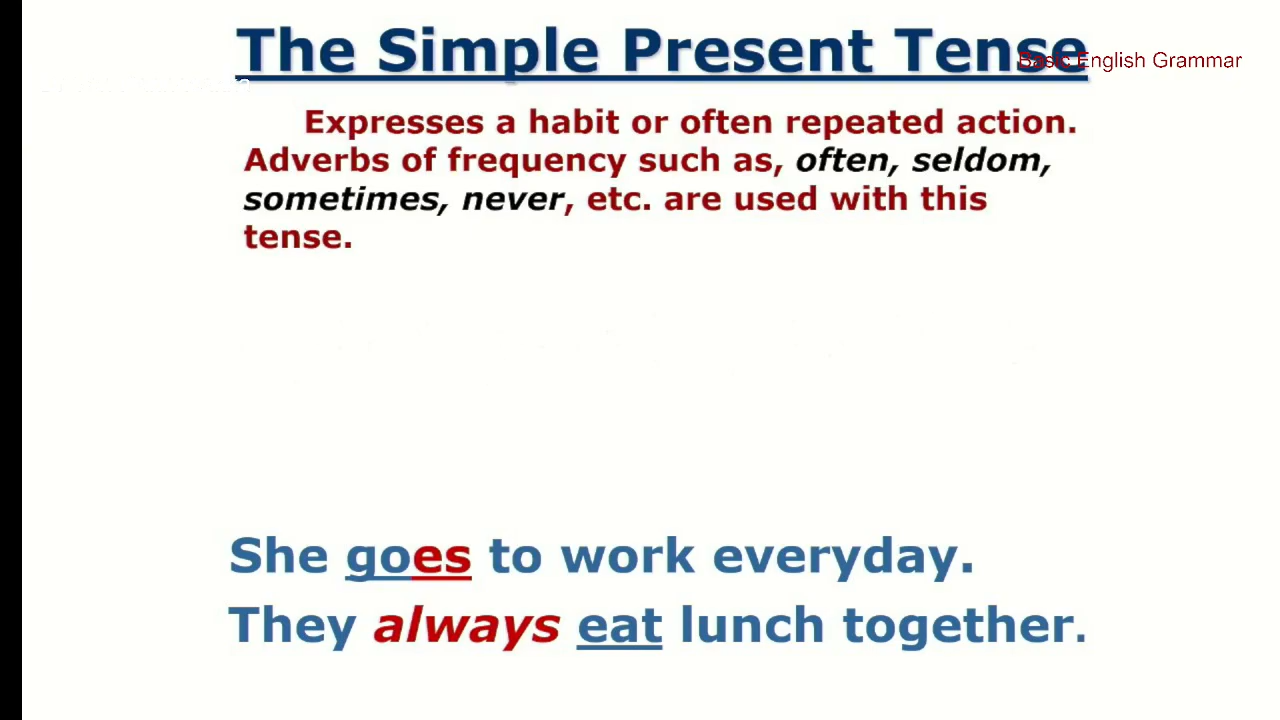 The Simple Present Tense
Basic English Grammar
Expresses a habit or often repeated action.
Adverbs of frequency such as, often, seldom,
sometimes, never, etc. are used with this
tense.
She goes to work everyday.
They always eat lunch together.